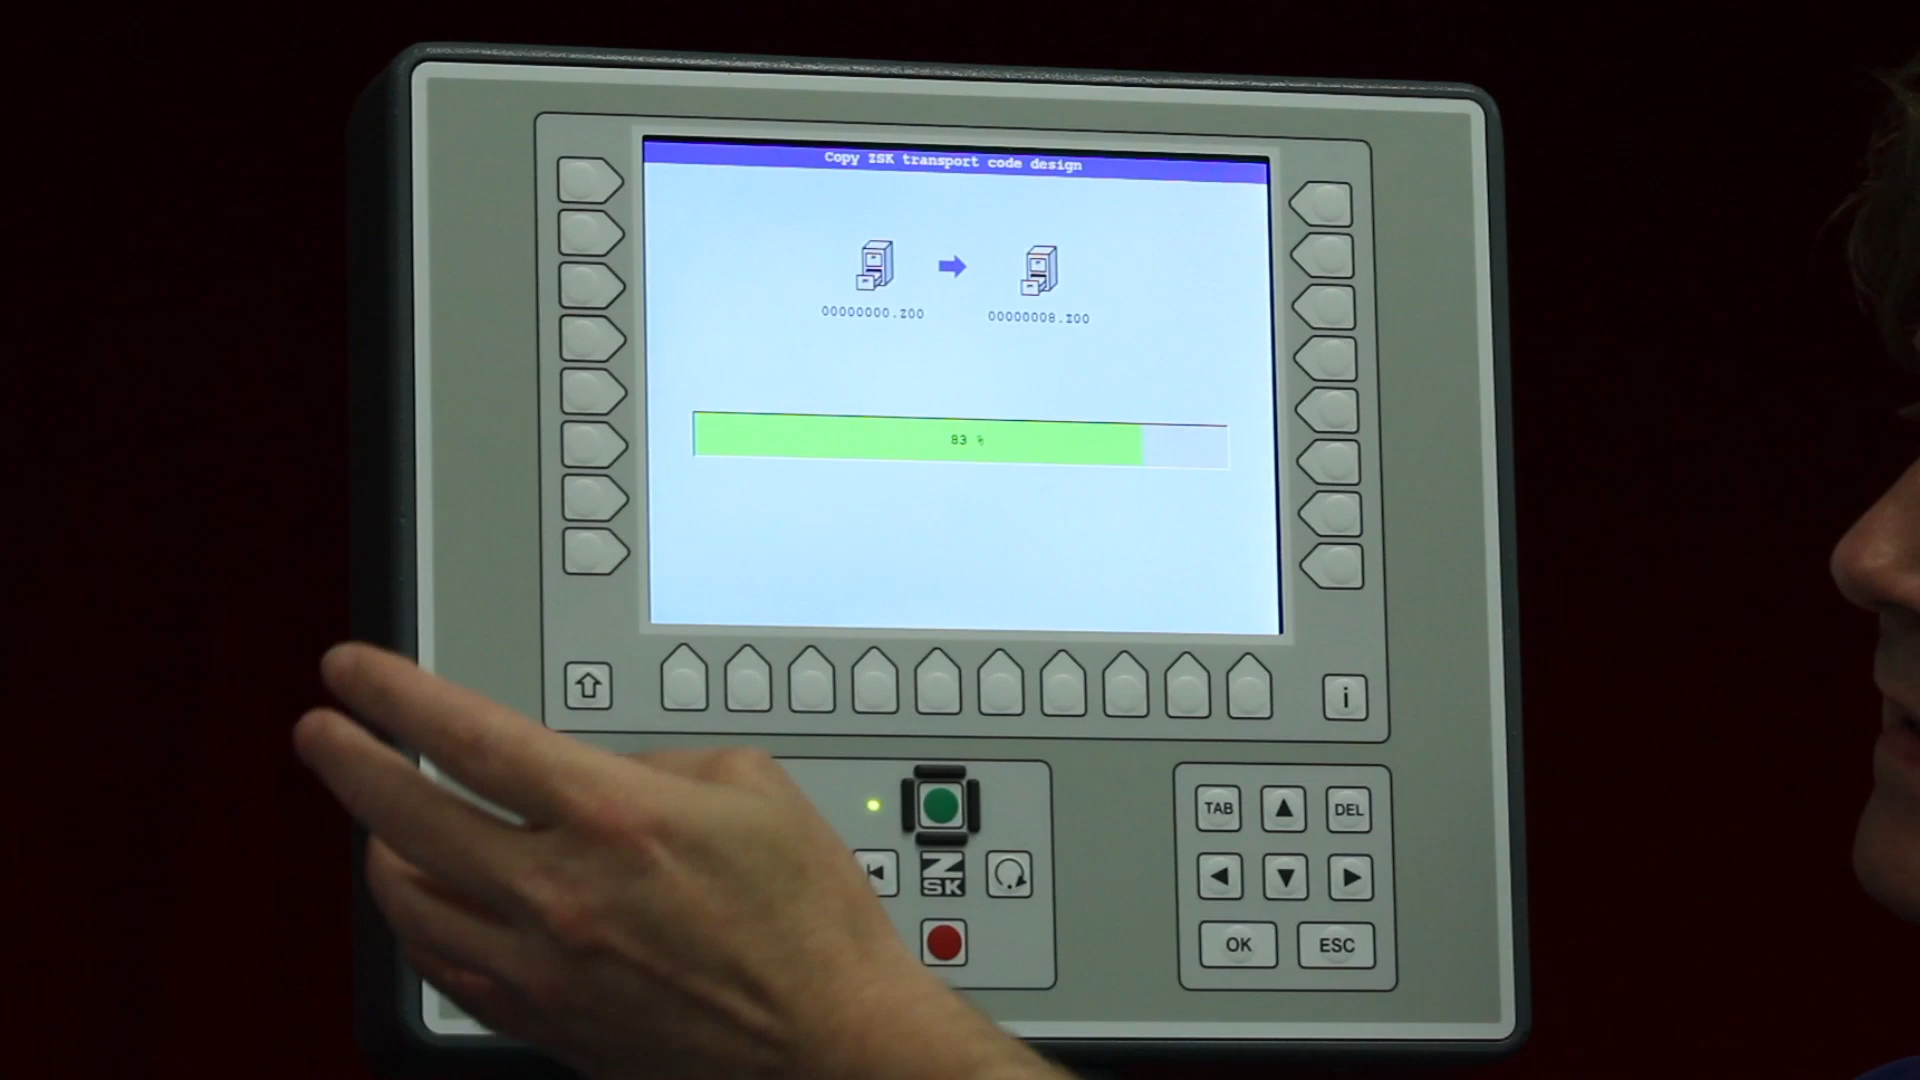 Copy ZSK transport code design
00000000.Z00
00000008.Z00
83 %
i
TAB
DEL
ZSK
OK
ESC